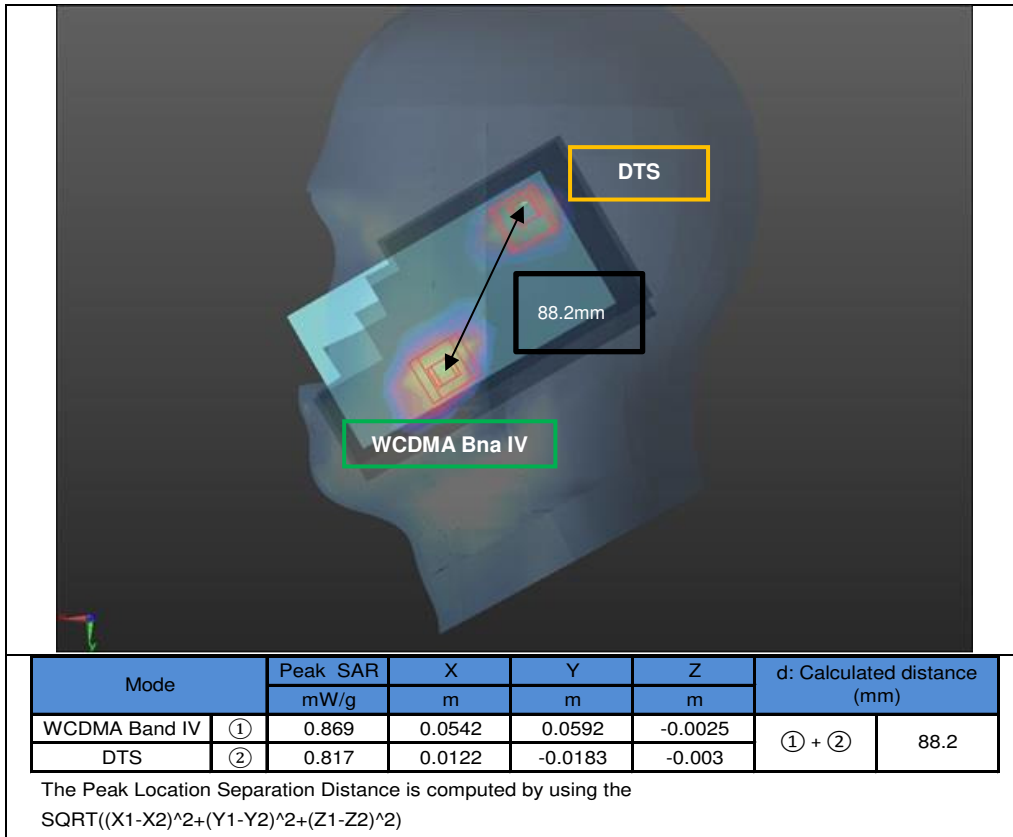 DTS
88.2mm
WCDMA Bna IV
y
Mode Peak SAR X Y Z d: Calculated distance (mm)
mW/g m m m
WCDMA Band IV ① 0.869 0.0542 0.0592 -0.0025 ① + ② 88.2
DTS ② 0.817 0.0122 -0.0183 -0.003
The Peak Location Separation Distance is computed by using the
SQRT((X1-X2)^2+(Y1-Y2)^2+(Z1-Z2)^2)